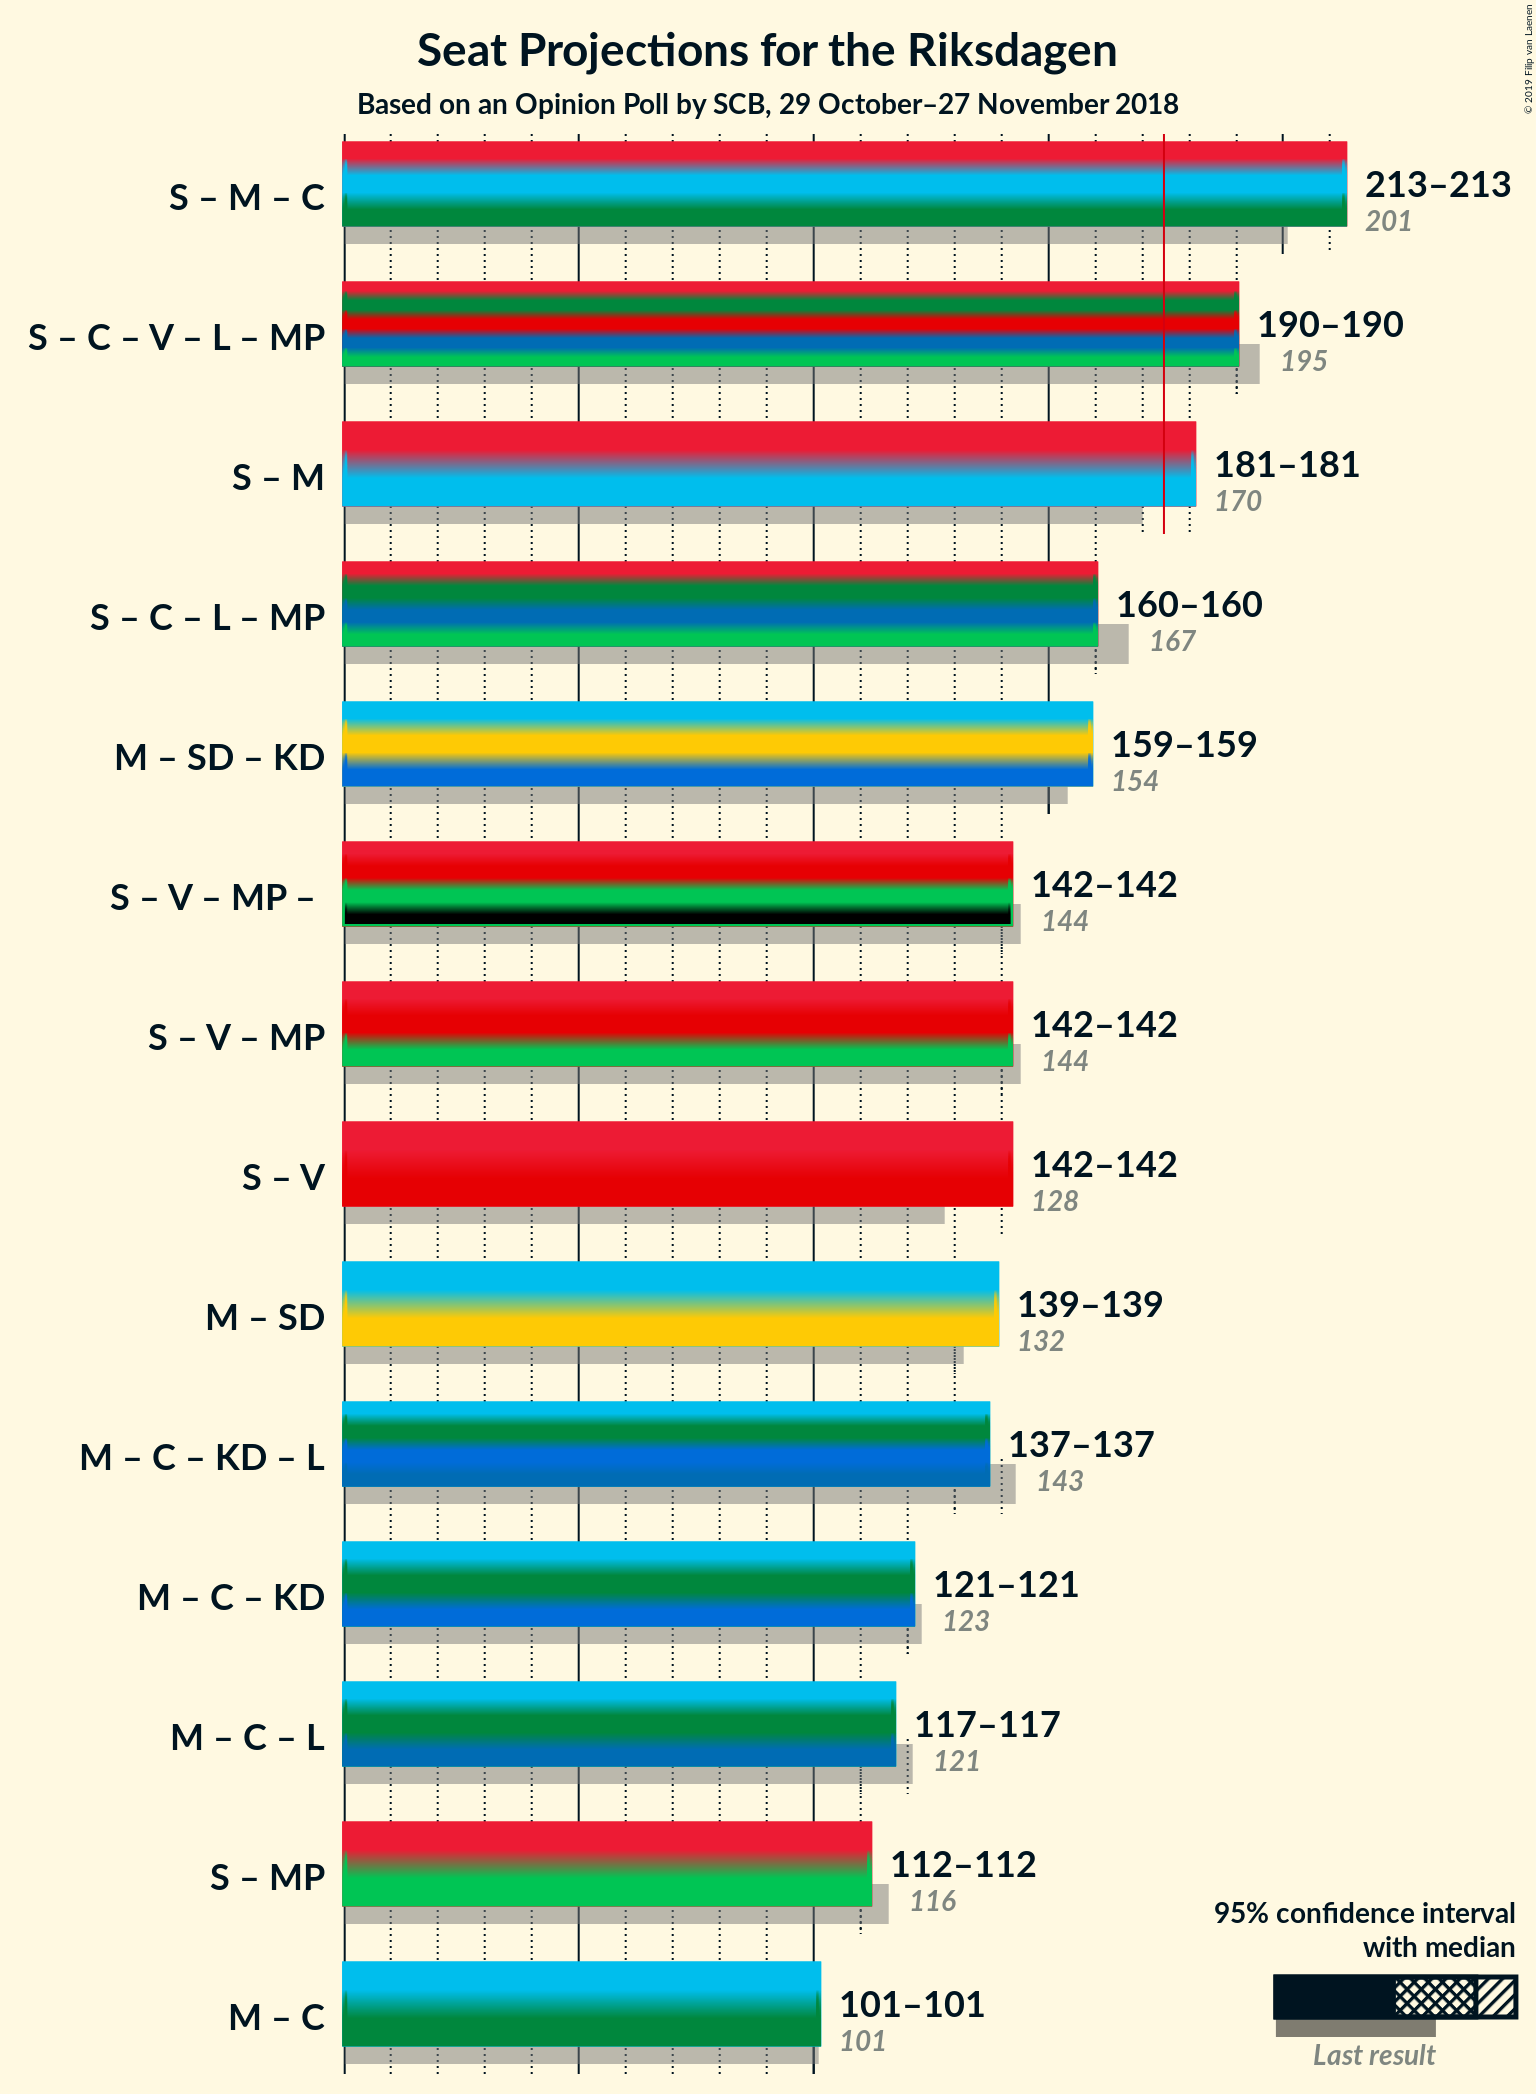 Seat Projections for the Riksdagen
Based on an Opinion Poll by SCB, 29 October–27 November 2018
© 2019 Filip van Laenen
S – M – C
213–213
201
S – C – V – L – MP
190–190
195
S – M
181–181
170
S – C – L – MP
160–160
167
M – SD – KD
159–159
154
S – V – MP –
142–142
144
S – V – MP
142–142
144
S – V
142–142
128
M – SD
139–139
132
M – C – KD – L
137–137
143
M – C – KD
121–121
123
M – C – L
117–117
121
S – MP
112–112
116
M – C
101–101
101
95% confidence interval
with median
Last result